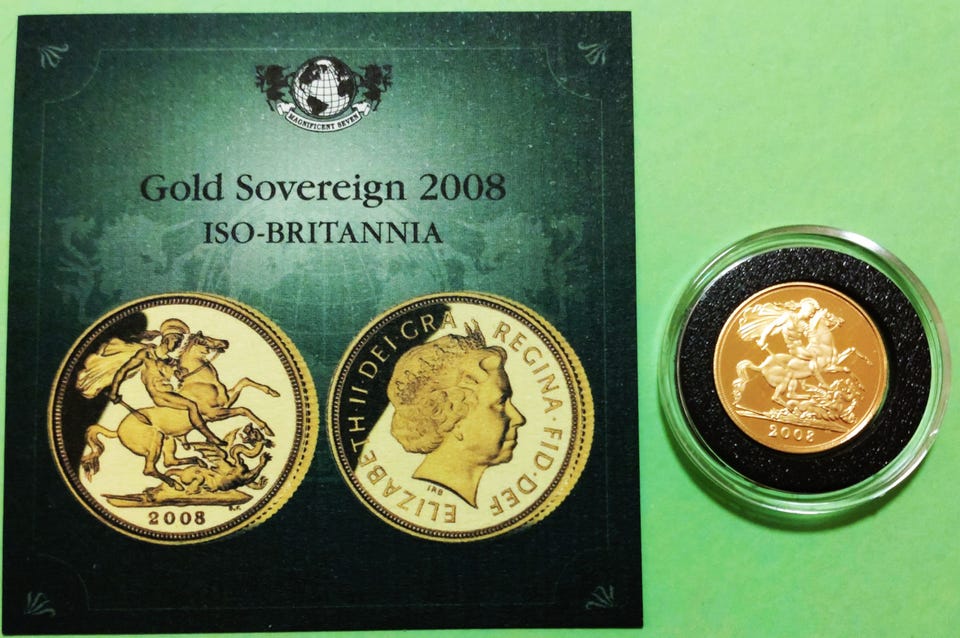 MAGNIFICENT SEVEN
Gold Sovereign 2008
ISO-BRITANNIA
2008
B.P.
ELIZABETH·II·DEI·GRA REGINA·FID·DEF
IRB
2008